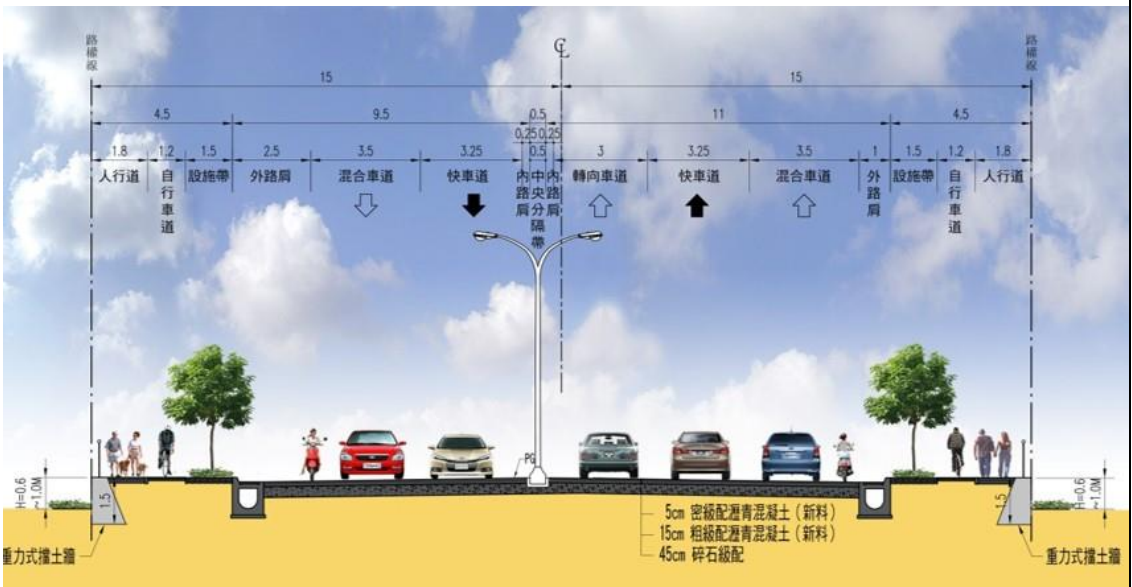 路權線
℄
路權線
15
15
4.5
9.5
0.5
11
4.5
0.25
0.25
1.8
1.2
1.5
2.5
3.5
3.25
0.5
3
3.25
3.5
1
1.5
1.2
1.8
人行道
自行車道
設施帶
外路肩
混合車道
快車道
內路肩
中央分隔帶
內路肩
轉向車道
快車道
混合車道
外路肩
設施帶
自行車道
人行道
PG
H=0.6
~1.0M
1.5
1.5
H=0.6
~1.0M
5cm 密級配瀝青混凝土(新料)
15cm 粗級配瀝青混凝土(新料)
45cm 碎石級配
重力式擋土牆
重力式擋土牆